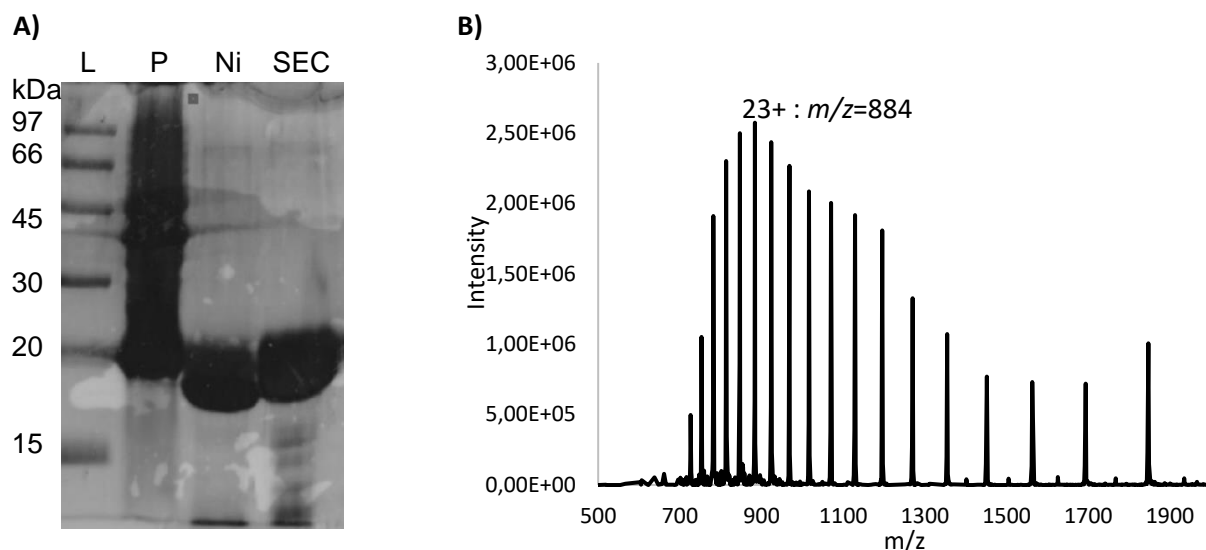 A)
L P Ni SEC
kDa
97
66
45
30
20
15
B)
3,00E+06
2,50E+06
2,00E+06
1,50E+06
1,00E+06
5,00E+05
0,00E+00
Intensity
23+ : m/z=884
500 700 900 1100 1300 1500 1700 1900
m/z